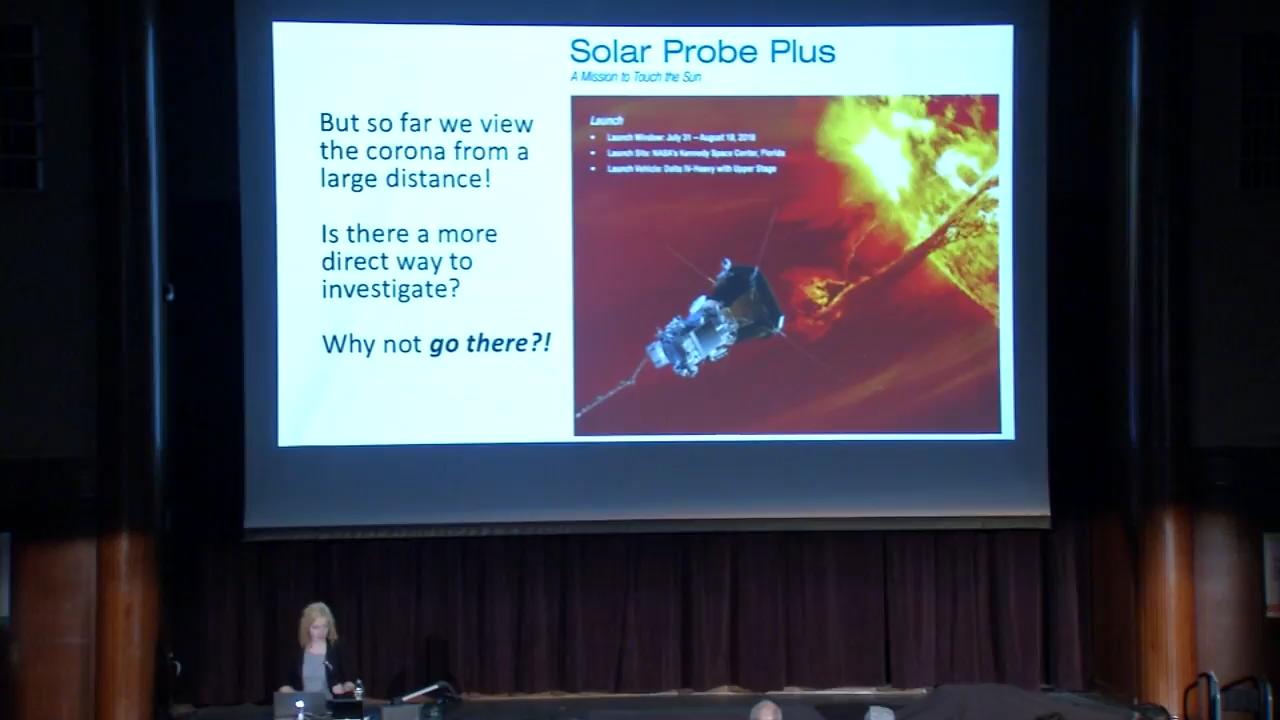 Solar Probe Plus
A Mission to Touch the Sun
But so far we view
the corona from a
large distance!
Is there a more
direct way to
investigate?
Why not go there?!
Launch
• Launch Window: July 31 – August 18, 2018
• Launch Site: NASA's Kennedy Space Center, Florida
• Launch Vehicle: Delta IV-Heavy with Upper Stage